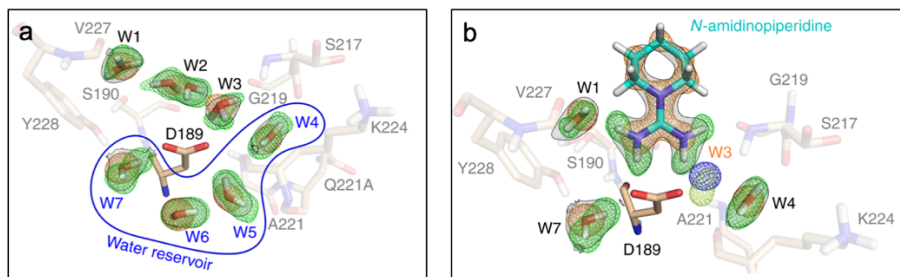 a
V227
W1
W2
S217
S190
W3
G219
Y228
D189
W4
K224
Q221A
W7
A221
W6
W5
Water reservoir
b
N-amidinopiperidine
W1
V227
G219
S217
Y228
S190
W3
W7
A221
W4
D189
K224